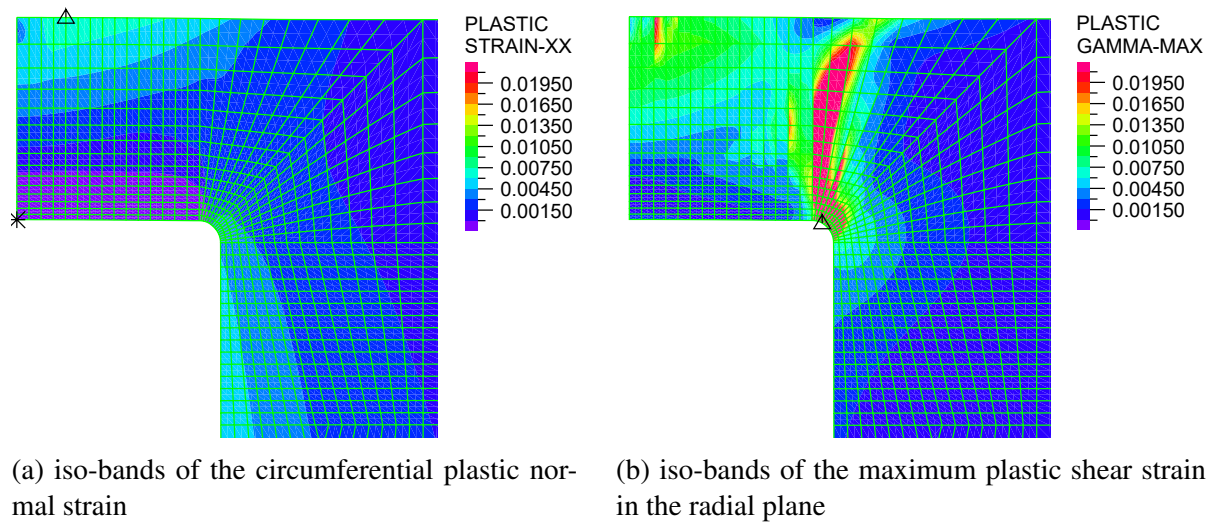 PLASTIC
STRAIN-XX
0.01950
0.01650
0.01350
0.01050
0.00750
0.00450
0.00150
PLASTIC
GAMMA-MAX
0.01950
0.01650
0.01350
0.01050
0.00750
0.00450
0.00150
(a) iso-bands of the circumferential plastic nor-
mal strain
(b) iso-bands of the maximum plastic shear strain
in the radial plane